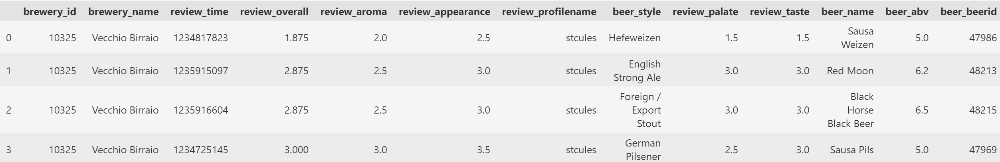 brewery_id brewery_name review_time review_overall review_aroma review_appearance review_profilename beer_style review_palate review_taste beer_name beer_abv beer_beerid
0 10325 Vecchio Birraio 1234817823 1.875 2.0 2.5 stcules Hefeweizen 1.5 1.5 Sausa Weizen 5.0 47986
1 10325 Vecchio Birraio 1235915097 2.875 2.5 3.0 stcules English Strong Ale 3.0 3.0 Red Moon 6.2 48213
2 10325 Vecchio Birraio 1235916604 2.875 2.5 3.0 stcules Foreign / Export Stout 3.0 3.0 Black Horse Black Beer 6.5 48215
3 10325 Vecchio Birraio 1234725145 3.000 3.0 3.5 stcules German Pilsener 2.5 3.0 Sausa Pils 5.0 47969